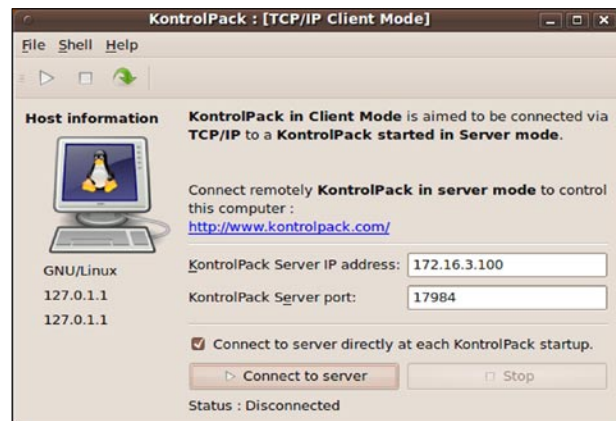 KontrolPack : [TCP/IP Client Mode]
File Shell Help
Host information
GNU/Linux
127.0.1.1
127.0.1.1
KontrolPack in Client Mode is aimed to be connected via
TCP/IP to a KontrolPack started in Server mode.
Connect remotely KontrolPack in server mode to control
this computer :
http://www.kontrolpack.com/
KontrolPack Server IP address: 172.16.3.100
KontrolPack Server port: 17984
Connect to server directly at each KontrolPack startup.
Connect to server Stop
Status : Disconnected